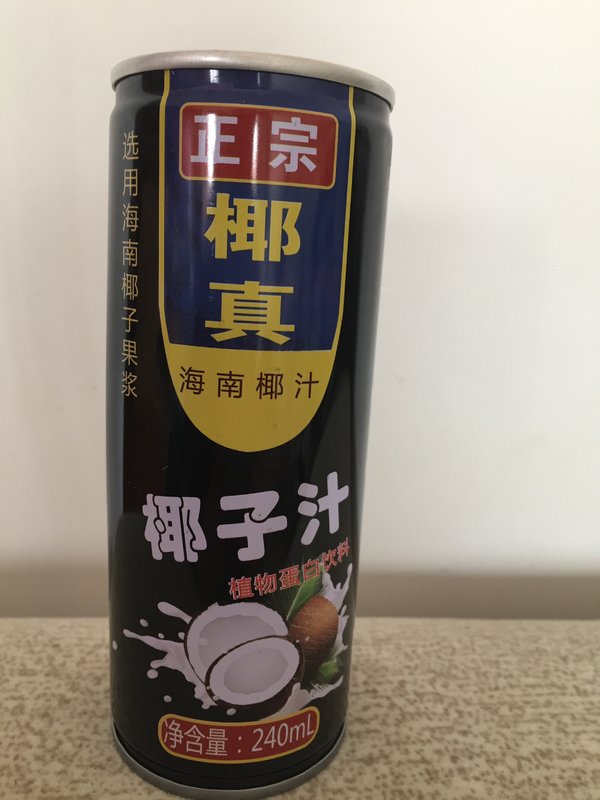 正宗
椰真
海南椰汁
选用海南椰子果浆
椰子汁
植物蛋白饮料
净含量：240mL